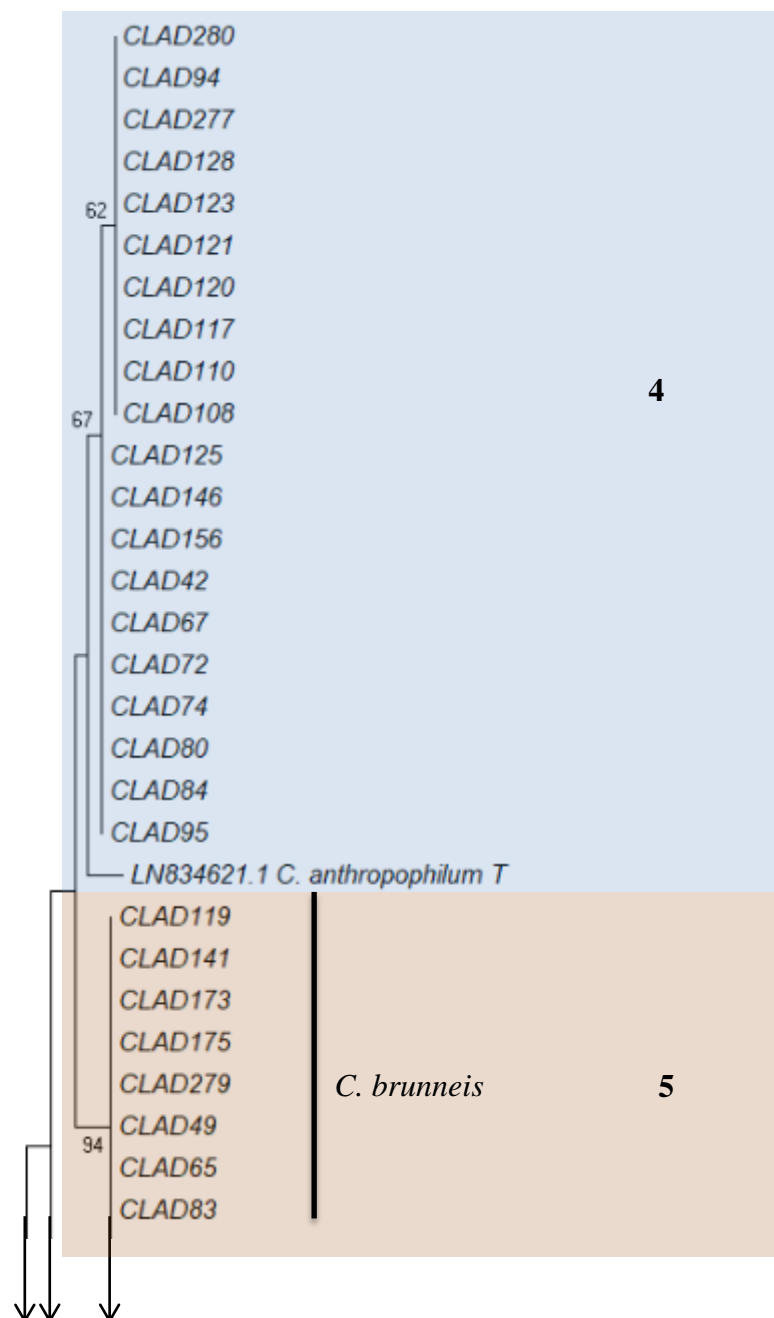 CLAD280
CLAD94
CLAD277
CLAD128
62
CLAD123
CLAD121
CLAD120
CLAD117
CLAD110
4
67
CLAD108
CLAD125
CLAD146
CLAD156
CLAD42
CLAD67
CLAD72
CLAD74
CLAD80
CLAD84
CLAD95
LN834621.1 C. anthropophilum T
CLAD119
CLAD141
CLAD173
CLAD175
CLAD279
C. brunneis
5
CLAD49
94
CLAD65
CLAD83